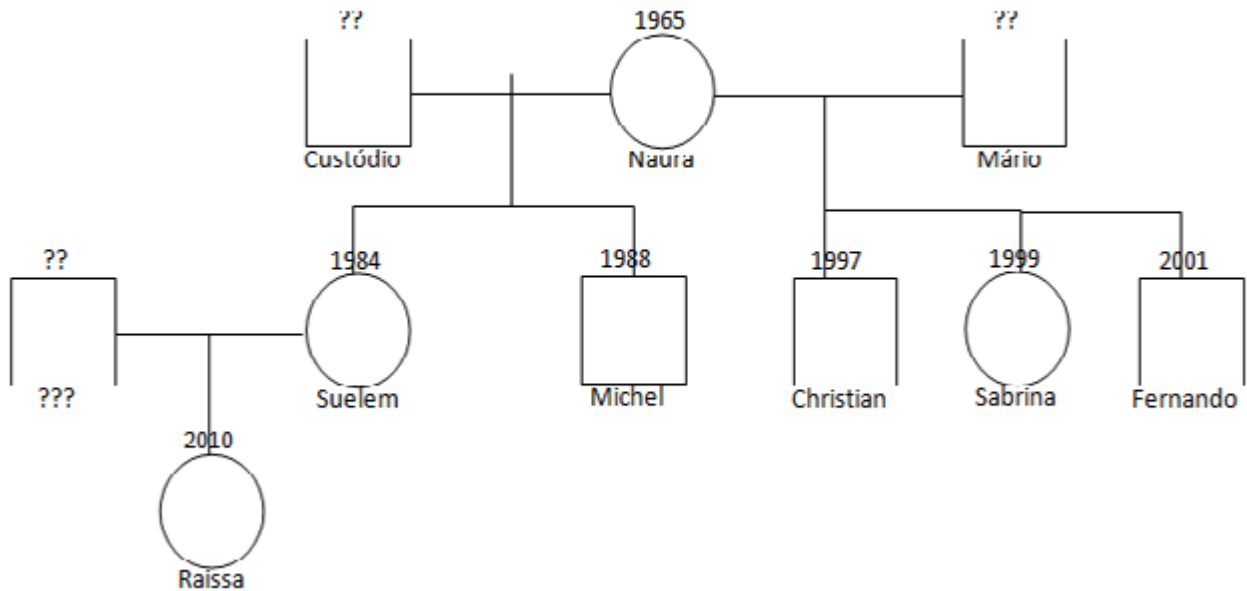 ?? 1965 ??
Custódio Naura Mário
?? 1984 1988 1997 1999 2001
??? Suelem Michel Christian Sabrina Fernando
2010
Raissa